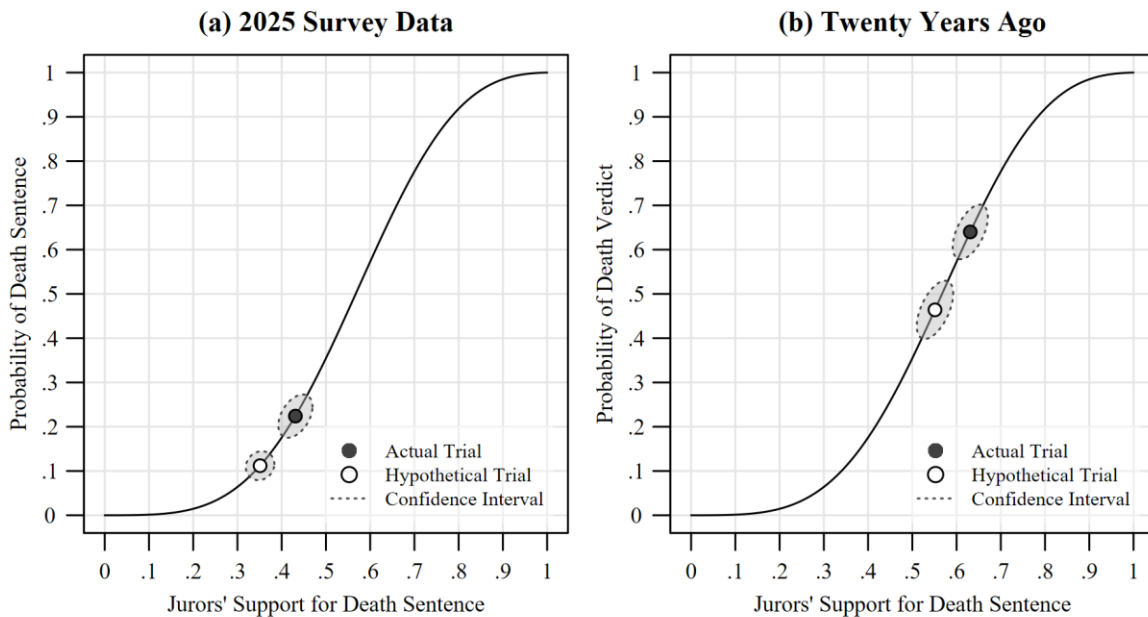 (a) 2025 Survey Data
Probability of Death Sentence
1
.9
.8
.7
.6
.5
.4
.3
.2
.1
0
Actual Trial
Hypothetical Trial
Confidence Interval
0 .1 .2 .3 .4 .5 .6 .7 .8 .9 1
Jurors' Support for Death Sentence
(b) Twenty Years Ago
Probability of Death Verdict
1
.9
.8
.7
.6
.5
.4
.3
.2
.1
0
Actual Trial
Hypothetical Trial
Confidence Interval
0 .1 .2 .3 .4 .5 .6 .7 .8 .9 1
Jurors' Support for Death Sentence